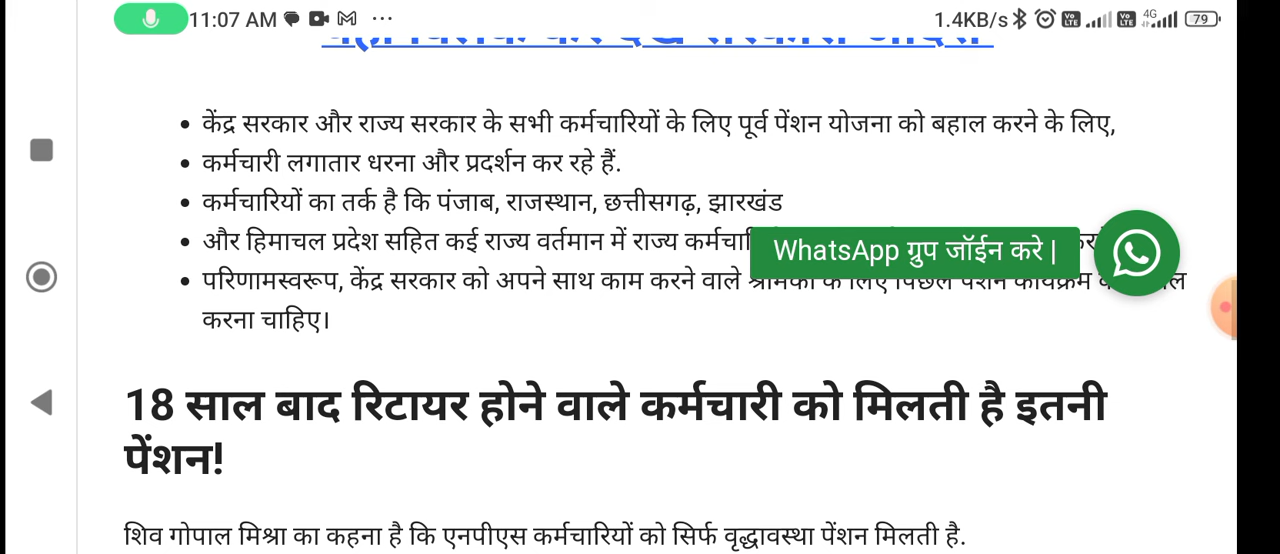 11:07 AM ... 1.4KB/s 4G 79
केंद्र सरकार और राज्य सरकार के सभी कर्मचारियों के लिए पूर्व पेंशन योजना को बहाल करने के लिए,
कर्मचारी लगातार धरना और प्रदर्शन कर रहे हैं.
कर्मचारियों का तर्क है कि पंजाब, राजस्थान, छत्तीसगढ़, झारखंड
और हिमाचल प्रदेश सहित कई राज्य वर्तमान में राज्य
WhatsApp ग्रुप जॉईन करे |
परिणामस्वरूप, केंद्र सरकार को अपने साथ काम करने वाले
करना चाहिए।
18 साल बाद रिटायर होने वाले कर्मचारी को मिलती है इतनी
पेंशन!
शिव गोपाल मिश्रा का कहना है कि एनपीएस कर्मचारियों को सिर्फ वृद्धावस्था पेंशन मिलती है.